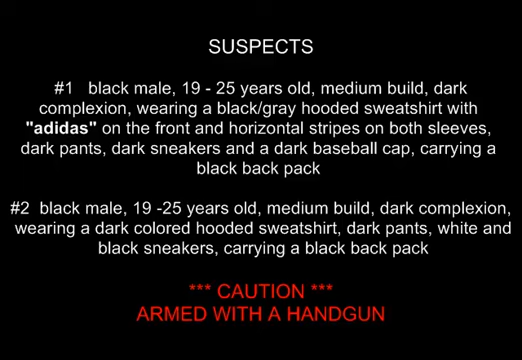 SUSPECTS
#1 black male, 19 - 25 years old, medium build, dark
complexion, wearing a black/gray hooded sweatshirt with
"adidas" on the front and horizontal stripes on both sleeves,
dark pants, dark sneakers and a dark baseball cap, carrying a
black back pack
#2 black male, 19 -25 years old, medium build, dark complexion,
wearing a dark colored hooded sweatshirt, dark pants, white and
black sneakers, carrying a black back pack
*** CAUTION ***
ARMED WITH A HANDGUN